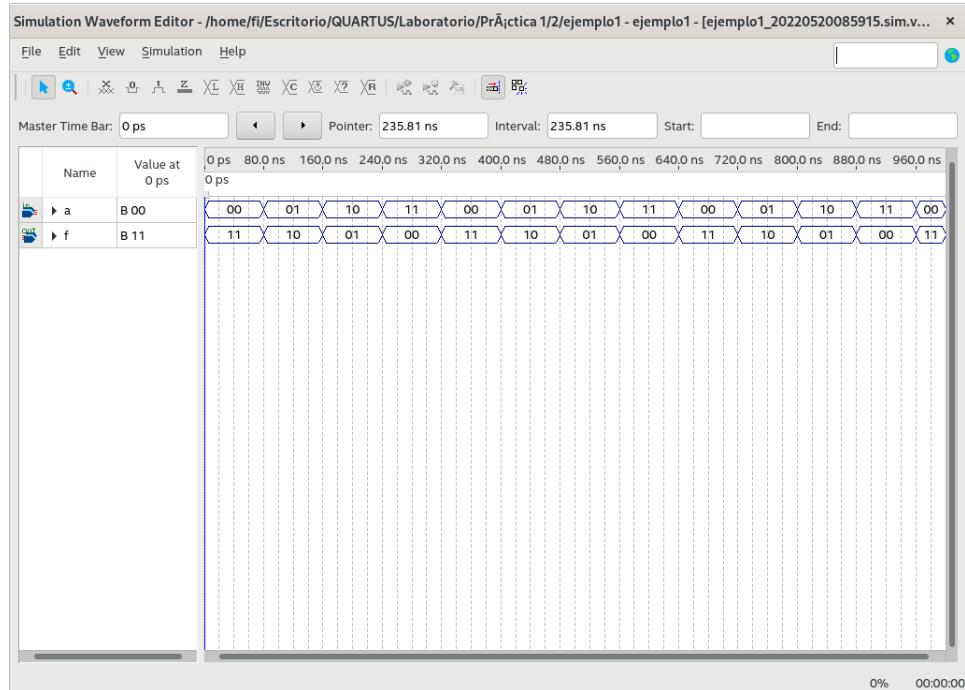 Simulation Waveform Editor - /home/fi/Escritorio/QUARTUS/Laboratorio/PrÃ¡ctica 1/2/ejemplo1 - ejemplo1 - [ejemplo1_20220520085915.sim.v... ×
File Edit View Simulation Help
Master Time Bar: 0 ps Pointer: 235.81 ns Interval: 235.81 ns Start: End:
Name Value at 0 ps
0 ps 80.0 ns 160.0 ns 240.0 ns 320.0 ns 400.0 ns 480.0 ns 560.0 ns 640.0 ns 720.0 ns 800.0 ns 880.0 ns 960.0 ns
0 ps
a B 00 00 01 10 11 00 01 10 11 00 01 10 11 00
f B 11 11 10 01 00 11 10 01 00 11 10 01 00 11
0% 00:00:00